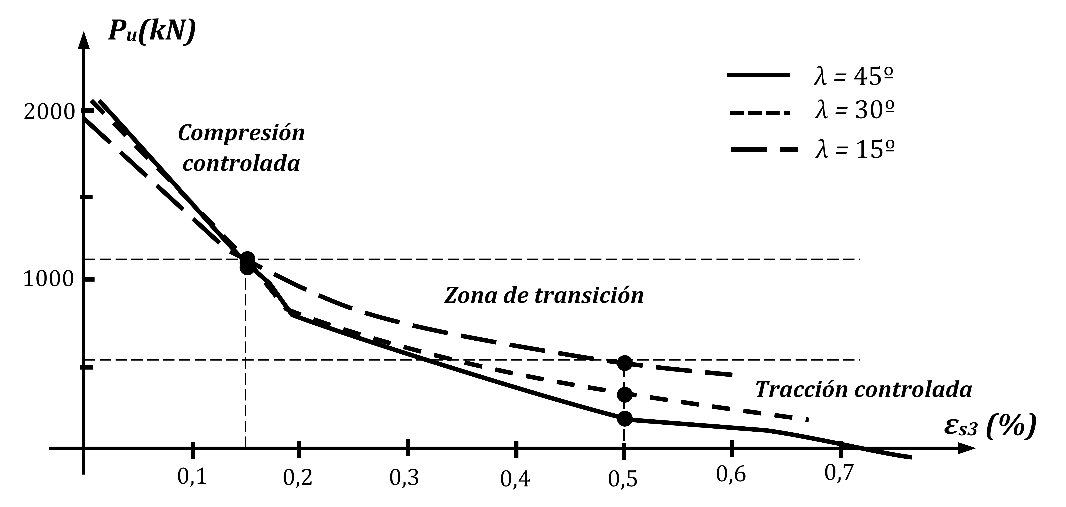 Pu(kN)
λ = 45º
λ = 30º
λ = 15º
2000
Compresión
controlada
1000
Zona de transición
Tracción controlada
εs3 (%)
0,1
0,2
0,3
0,4
0,5
0,6
0,7